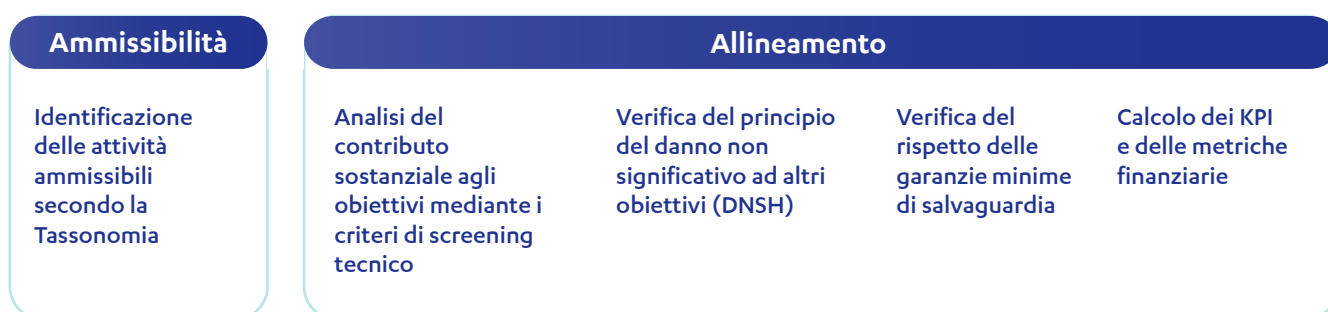 Ammissibilità
Identificazione
delle attività
ammissibili
secondo la
Tassonomia
Allineamento
Analisi del
contributo
sostanziale agli
obiettivi mediante i
criteri di screening
tecnico
Verifica del principio
del danno non
significativo ad altri
obiettivi (DNSH)
Verifica del
rispetto delle
garanzie minime
di salvaguardia
Calcolo dei KPI
e delle metriche
finanziarie